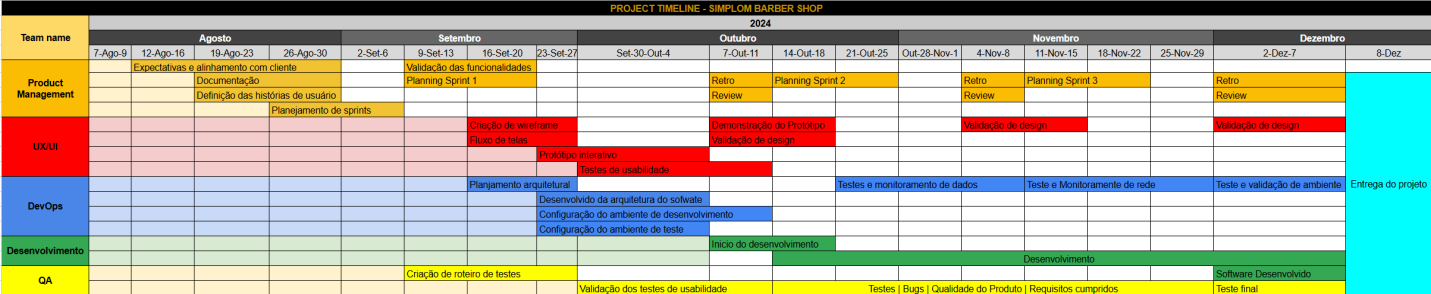 PROJECT TIMELINE - SIMPLOM BARBER SHOP
Team name
2024
Agosto Setembro Outubro Novembro Dezembro
7-Ago-9 12-Ago-16 19-Ago-23 26-Ago-30 2-Set-6 9-Set-13 16-Set-20 23-Set-27 Set-30-Out-4 7-Out-11 14-Out-18 21-Out-25 Out-28-Nov-1 4-Nov-8 11-Nov-15 18-Nov-22 25-Nov-29 2-Dez-7 8-Dez
Product Management
Expectativas e alinhamento com cliente Validação das funcionalidades
Documentação Planning Sprint 1 Retro Planning Sprint 2 Retro Planning Sprint 3 Retro
Definição das histórias de usuário Review Review Review
Planejamento de sprints
UX/UI
Criação de wireframe Demonstração do Protótipo Validação de design Validação de design
Fluxo de telas Validação de design
Protótipo interativo
Testes de usabilidade
DevOps
Planjamento arquitetural Testes e monitoramento de dados Teste e Monitoramente de rede Teste e validação de ambiente
Desenvolvido da arquitetura do sofwate
Configuração do ambiente de desenvolvimento
Configuração do ambiente de teste
Entrega do projeto
Desenvolvimento
Inicio do desenvolvimento
Desenvolvimento
QA
Criação de roteiro de testes Software Desenvolvido
Validação dos testes de usabilidade Testes | Bugs | Qualidade do Produto | Requisitos cumpridos Teste final